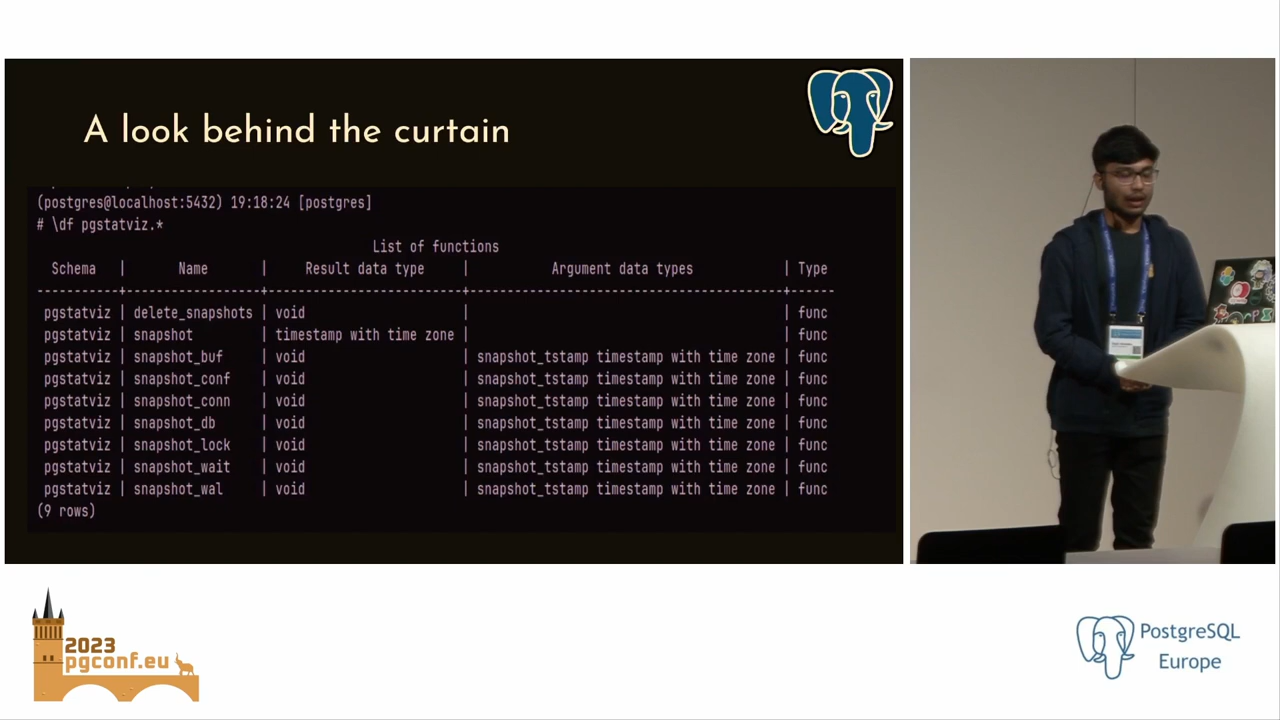 A look behind the curtain
(postgres@localhost:5432) 19:18:24 [postgres]
# \df pgstatviz.*
List of functions
Schema | Name | Result data type | Argument data types | Type
-----------+------------------+--------------------------+------------------------------------------+------
pgstatviz | delete_snapshots | void | | func
pgstatviz | snapshot | timestamp with time zone | | func
pgstatviz | snapshot_buf | void | snapshot_tstamp timestamp with time zone | func
pgstatviz | snapshot_conf | void | snapshot_tstamp timestamp with time zone | func
pgstatviz | snapshot_conn | void | snapshot_tstamp timestamp with time zone | func
pgstatviz | snapshot_db | void | snapshot_tstamp timestamp with time zone | func
pgstatviz | snapshot_lock | void | snapshot_tstamp timestamp with time zone | func
pgstatviz | snapshot_wait | void | snapshot_tstamp timestamp with time zone | func
pgstatviz | snapshot_wal | void | snapshot_tstamp timestamp with time zone | func
(9 rows)
2023
pgconf.eu
PostgreSQL
Europe